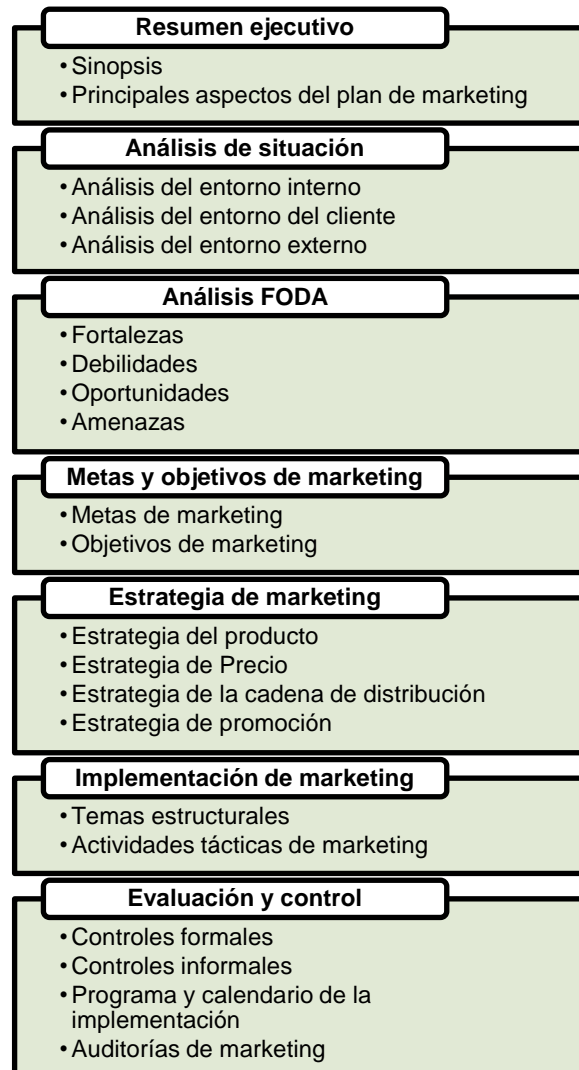 Resumen ejecutivo
•Sinopsis
•Principales aspectos del plan de marketing
Análisis de situación
•Análisis del entorno interno
•Análisis del entorno del cliente
•Análisis del entorno externo
Análisis FODA
•Fortalezas
•Debilidades
•Oportunidades
•Amenazas
Metas y objetivos de marketing
•Metas de marketing
•Objetivos de marketing
Estrategia de marketing
•Estrategia del producto
•Estrategia de Precio
•Estrategia de la cadena de distribución
•Estrategia de promoción
Implementación de marketing
•Temas estructurales
•Actividades tácticas de marketing
Evaluación y control
•Controles formales
•Controles informales
•Programa y calendario de la
implementación
•Auditorías de marketing